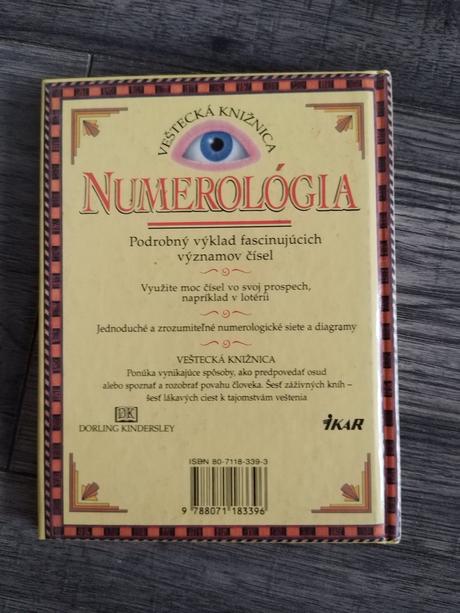 VEŠTECKÁ KNIŽNICA
NUMEROLÓGIA
Podrobný výklad fascinujúcich
významov čísel
Využite moc čísel vo svoj prospech,
napríklad v lotérii
Jednoduché a zrozumiteľné numerologické siete a diagramy
VEŠTECKÁ KNIŽNICA
Ponúka vynikajúce spôsoby, ako predpovedať osud
alebo spoznať a rozobrať povahu človeka. Šesť záživných kníh –
šesť lákavých ciest k tajomstvám veštenia
DK
DORLING KINDERSLEY
IKAR
ISBN 80-7118-339-3
9 788071 183396